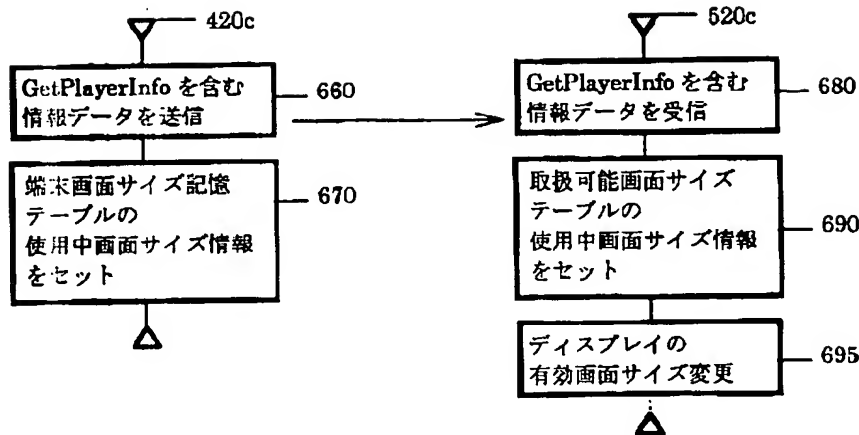 420c
GetPlayerInfo を含む
情報データを送信
660
端末画面サイズ記憶
テーブルの
使用中画面サイズ情報
をセット
670
520c
GetPlayerInfo を含む
情報データを受信
680
取扱可能画面サイズ
テーブルの
使用中画面サイズ情報
をセット
690
ディスプレイの
有効画面サイズ変更
695